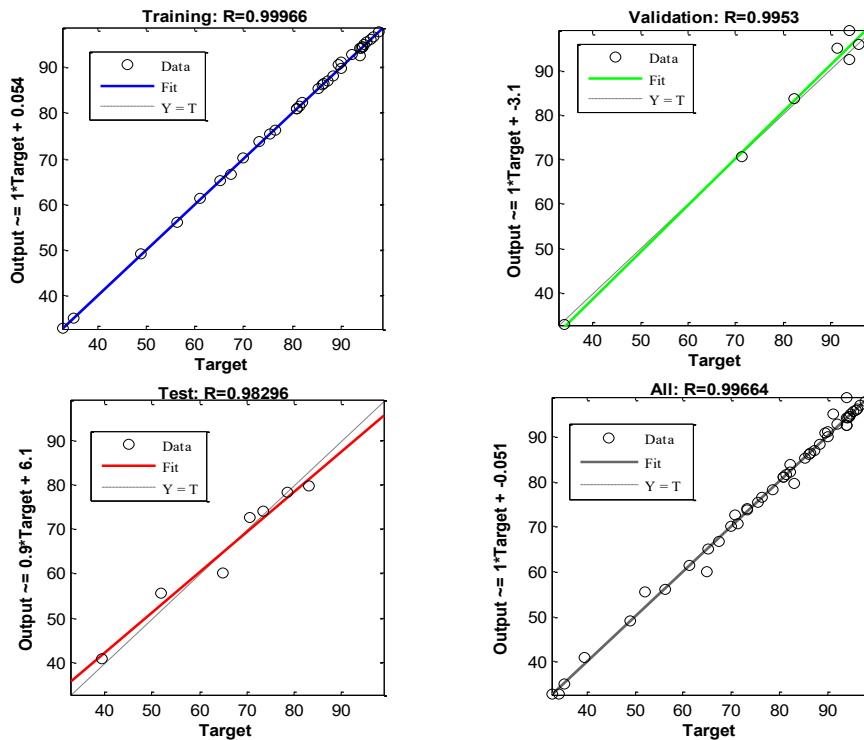 Training: R=0.99966
Output ~= 1*Target + 0.054
90
80
70
60
50
40
Data
Fit
Y = T
40 50 60 70 80 90
Target
Validation: R=0.9953
Output ~= 1*Target + -3.1
90
80
70
60
50
40
Data
Fit
Y = T
40 50 60 70 80 90
Target
Test: R=0.98296
Output ~= 0.9*Target + 6.1
90
80
70
60
50
40
Data
Fit
Y = T
40 50 60 70 80 90
Target
All: R=0.99664
Output ~= 1*Target + -0.051
90
80
70
60
50
40
Data
Fit
Y = T
40 50 60 70 80 90
Target